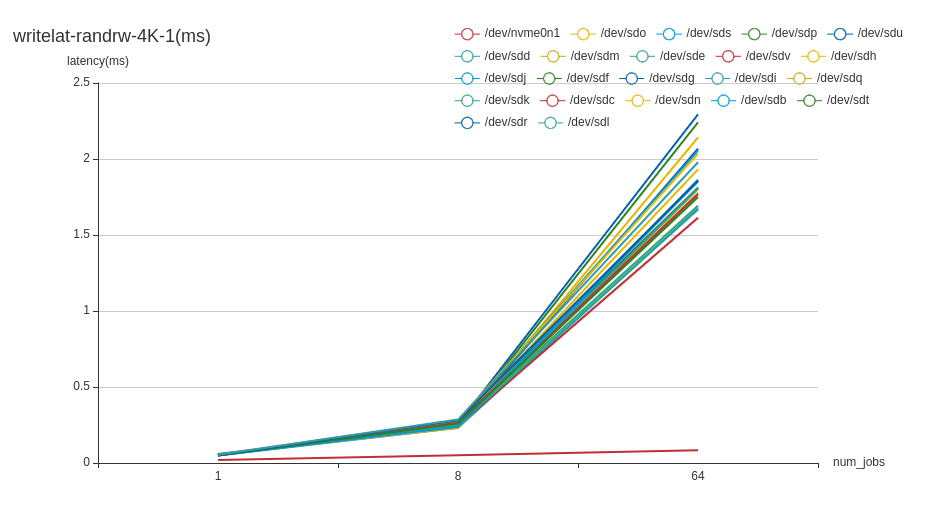 writelat-randrw-4K-1(ms)
/dev/nvme0n1 /dev/sdo /dev/sds /dev/sdp /dev/sdu
/dev/sdd /dev/sdm /dev/sde /dev/sdv /dev/sdh
/dev/sdj /dev/sdf /dev/sdg /dev/sdi /dev/sdq
/dev/sdk /dev/sdc /dev/sdn /dev/sdb /dev/sdt
/dev/sdr /dev/sdl
latency(ms)
2.5
2
1.5
1
0.5
0
1 8 64
num_jobs